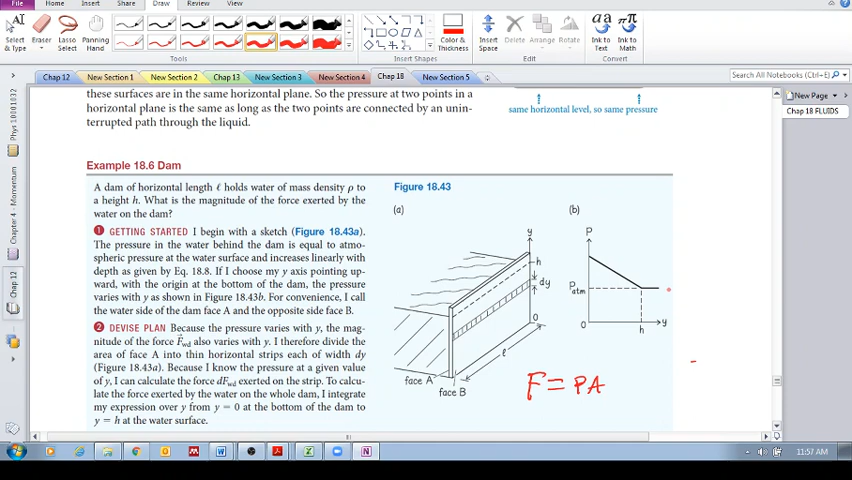 File
Home
Insert
Share
Draw
History
Review
View
Select & Type
Eraser
Lasso Select
Panning Hand
Tools
Insert Shapes
Color & Thickness
Insert Space
Delete
Arrange
Rotate
Edit
Ink to Text
Ink to Math
Convert
Chap 12
New Section 1
New Section 2
Chap 13
New Section 3
New Section 4
Chap 18
New Section 5
Search All Notebooks (Ctrl+E)
New Page
Chap 18 FLUIDS
Chapter 4 - Momentum
Chap 12
these surfaces are in the same horizontal plane. So the pressure at two points in a
horizontal plane is the same as long as the two points are connected by an unin-
terrupted path through the liquid.
same horizontal level, so same pressure
Example 18.6 Dam
A dam of horizontal length ℓ holds water of mass density ρ to
a height h. What is the magnitude of the force exerted by the
water on the dam?
❶ GETTING STARTED I begin with a sketch (Figure 18.43a).
The pressure in the water behind the dam is equal to atmo-
spheric pressure at the water surface and increases linearly with
depth as given by Eq. 18.8. If I choose my y axis pointing up-
ward, with the origin at the bottom of the dam, the pressure
varies with y as shown in Figure 18.43b. For convenience, I call
the water side of the dam face A and the opposite side face B.
❷ DEVISE PLAN Because the pressure varies with y, the mag-
nitude of the force F⃗wd also varies with y. I therefore divide the
area of face A into thin horizontal strips each of width dy
(Figure 18.43a). Because I know the pressure at a given value
of y, I can calculate the force dFwd exerted on the strip. To calcu-
late the force exerted by the water on the whole dam, I integrate
my expression over y from y = 0 at the bottom of the dam to
y = h at the water surface.
Figure 18.43
(a)
y
h
dy
0
ℓ
face A
face B
(b)
P
Patm
0
h
y
F = PA
11:57 AM